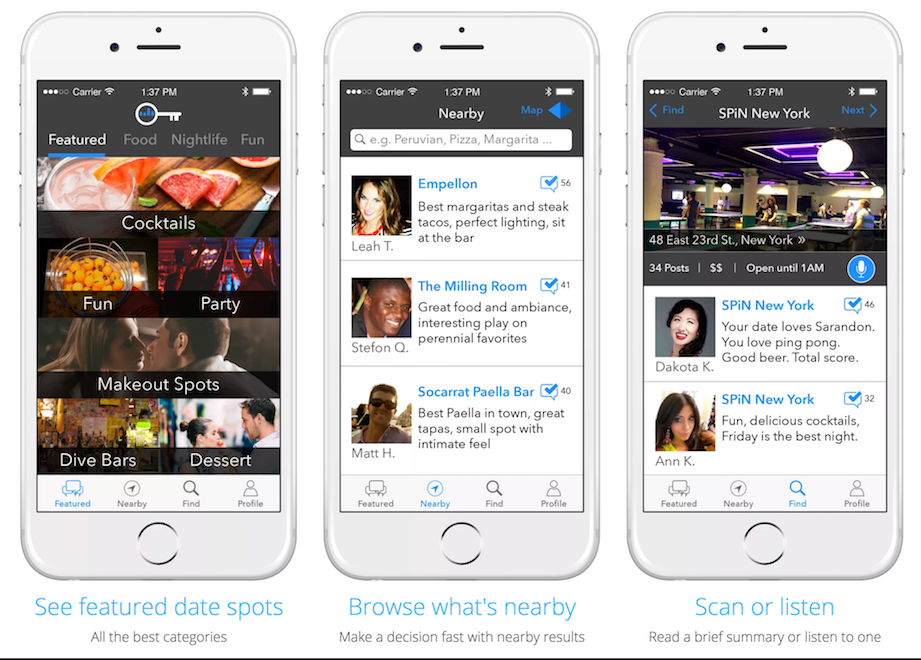 Carrier 1:37 PM
Featured Food Nightlife Fun
Cocktails
Fun Party
Makeout Spots
Dive Bars Dessert
Featured Nearby Find Profile
See featured date spots
All the best categories
Carrier 1:37 PM
Nearby Map
e.g. Peruvian, Pizza, Margarita ...
Empellon 56
Best margaritas and steak
tacos, perfect lighting, sit
at the bar
Leah T.
The Milling Room 41
Great food and ambiance,
interesting play on
perennial favorites
Stefon Q.
Socarrat Paella Bar 40
Best Paella in town, great
tapas, small spot with
intimate feel
Matt H.
Featured Nearby Find Profile
Browse what's nearby
Make a decision fast with nearby results
Carrier 1:37 PM
Find SPiN New York Next
48 East 23rd St., New York »
34 Posts | $$ | Open until 1AM
SPiN New York 46
Your date loves Sarandon.
You love ping pong.
Good beer. Total score.
Dakota K.
SPiN New York 32
Fun, delicious cocktails,
Friday is the best night.
Ann K.
Featured Nearby Find Profile
Scan or listen
Read a brief summary or listen to one